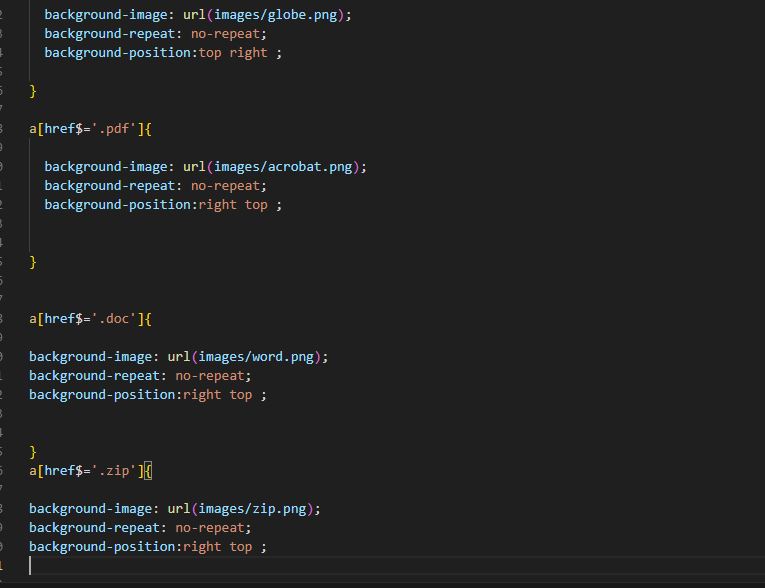 background-image: url(images/globe.png);
background-repeat: no-repeat;
background-position:top right ;
}
a[href$='.pdf']{
background-image: url(images/acrobat.png);
background-repeat: no-repeat;
background-position:right top ;
}
a[href$='.doc']{
background-image: url(images/word.png);
background-repeat: no-repeat;
background-position:right top ;
}
a[href$='.zip']{
background-image: url(images/zip.png);
background-repeat: no-repeat;
background-position:right top ;